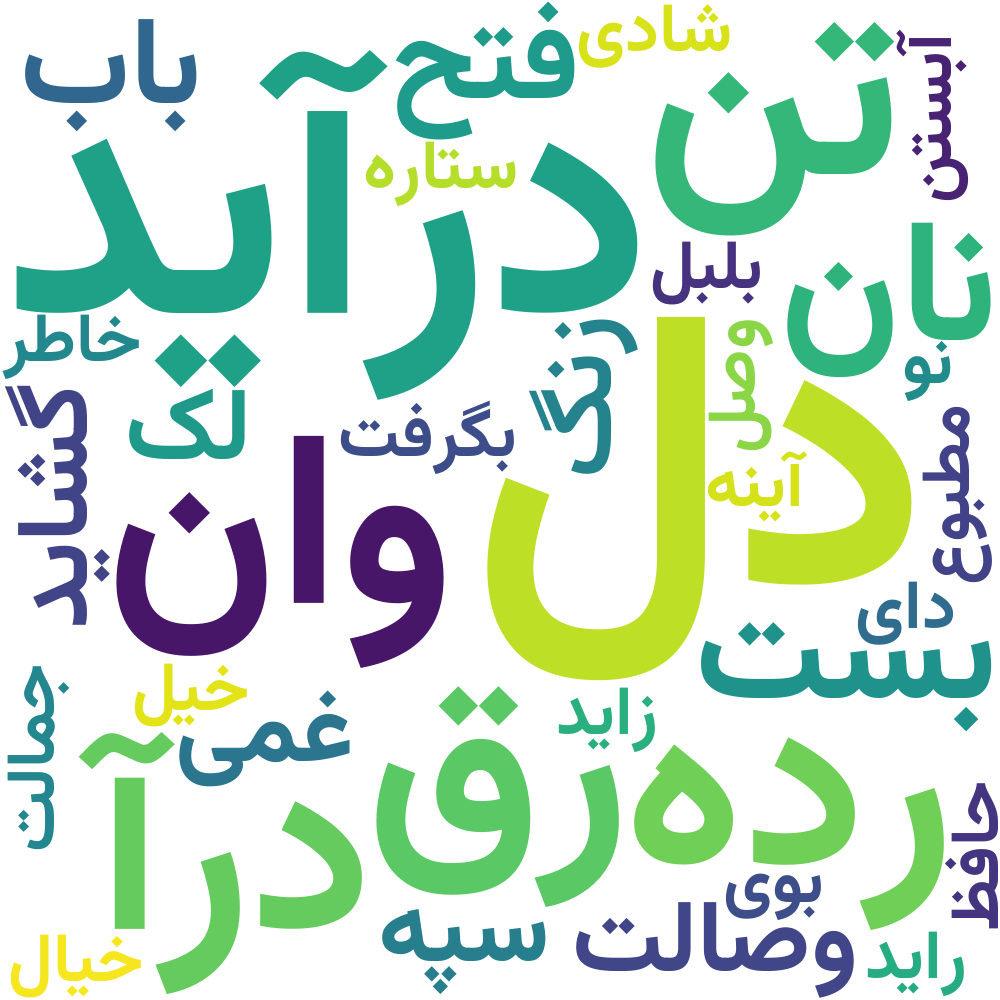 باب
فتح
شادی
تن
آبستن
درآید
ستاره
بلبل
نان
خاطر
لک
زنگ
وصل
نو
گشاید
بگرفت
دل
آینه
مطبوع
وان
دای
بست
جمالت
خیل
غمی
زاید
درآ
رق
رده
حافظ
بوی
سپه
وصالت
خیال
راید